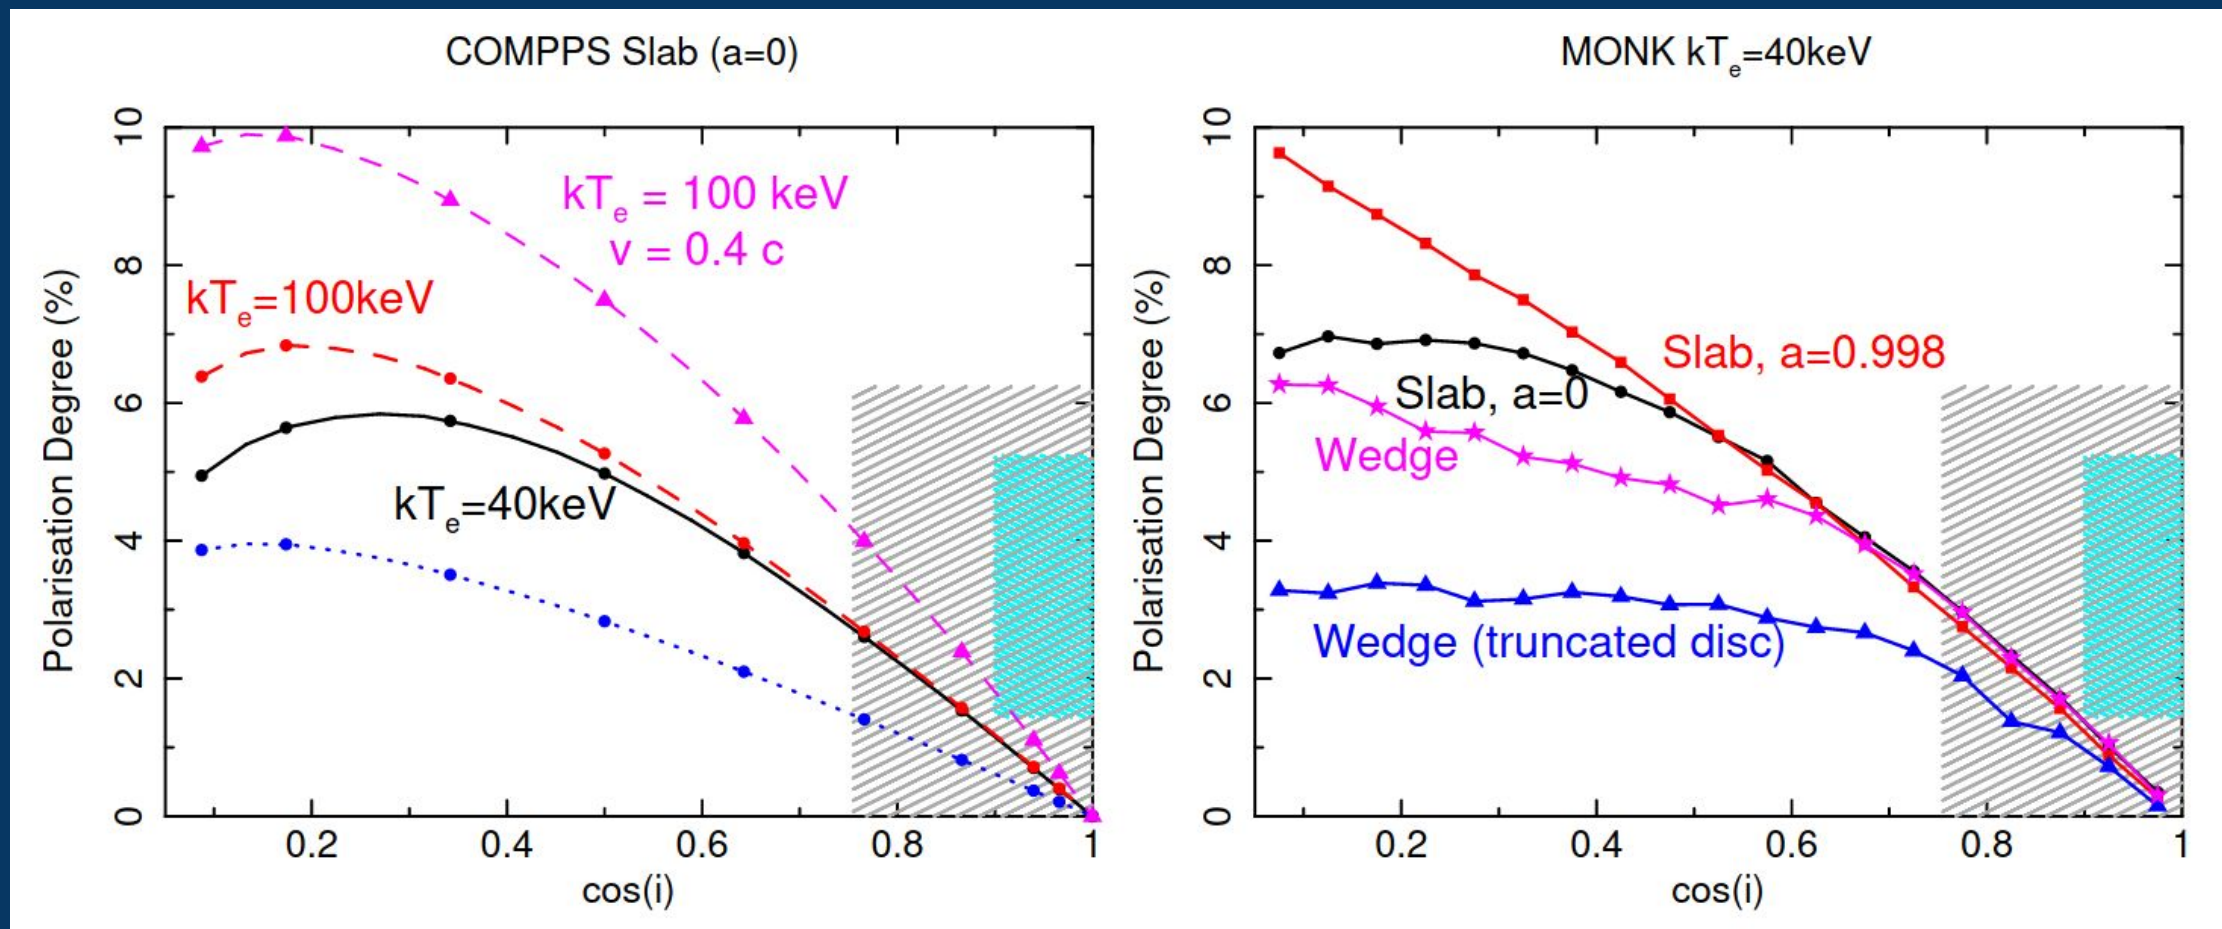 COMPPS Slab (a=0)
Polarisation Degree (%)
10
8
6
4
2
0
kTe = 100 keV
v = 0.4 c
kTe=100keV
kTe=40keV
0.2 0.4 0.6 0.8 1
cos(i)
MONK kTe=40keV
Polarisation Degree (%)
10
8
6
4
2
0
Slab, a=0.998
Slab, a=0
Wedge
Wedge (truncated disc)
0.2 0.4 0.6 0.8 1
cos(i)